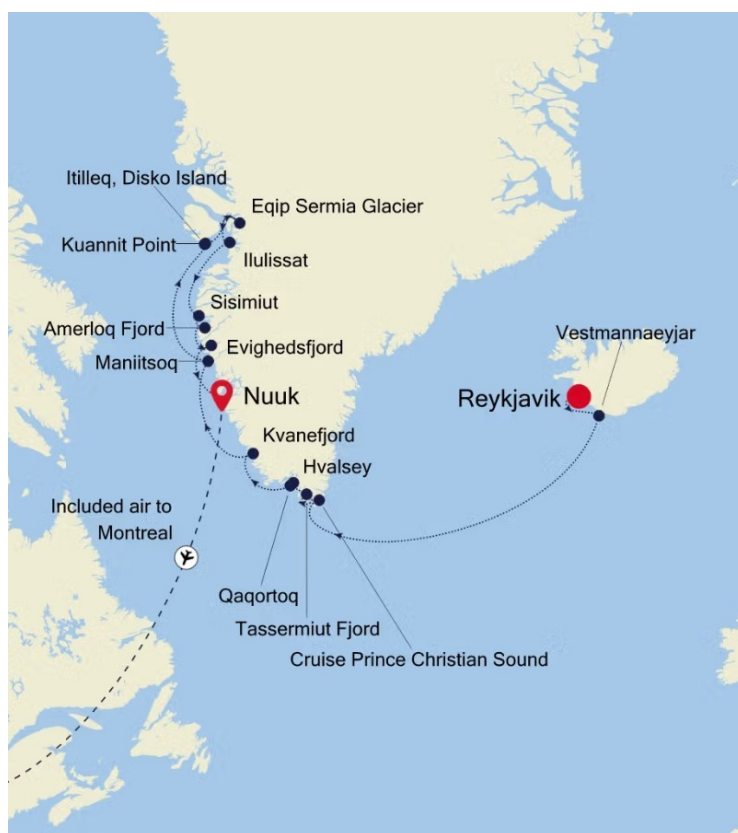 Itilleq, Disko Island
Eqip Sermia Glacier
Kuannit Point
Ilulissat
Sisimiut
Amerloq Fjord
Vestmannaeyjar
Evighedsfjord
Maniitsoq
Nuuk
Reykjavik
Kvanefjord
Hvalsey
Included air to
Montreal
Qaqortoq
Tassermiut Fjord
Cruise Prince Christian Sound